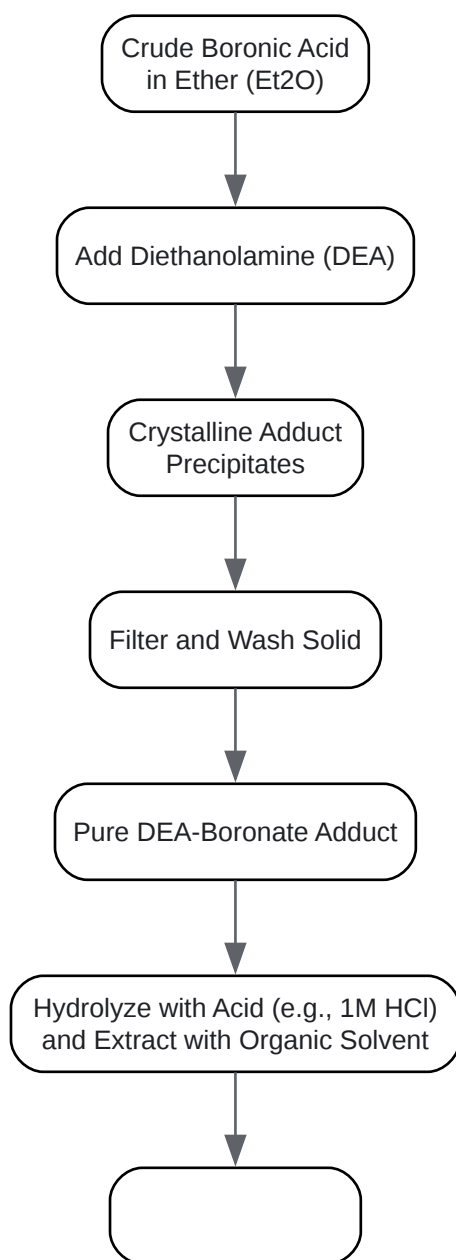 Crude Boronic Acid
in Ether (Et2O)
Add Diethanolamine (DEA)
Crystalline Adduct
Precipitates
Filter and Wash Solid
Pure DEA-Boronate Adduct
Hydrolyze with Acid (e.g., 1M HCl)
and Extract with Organic Solvent